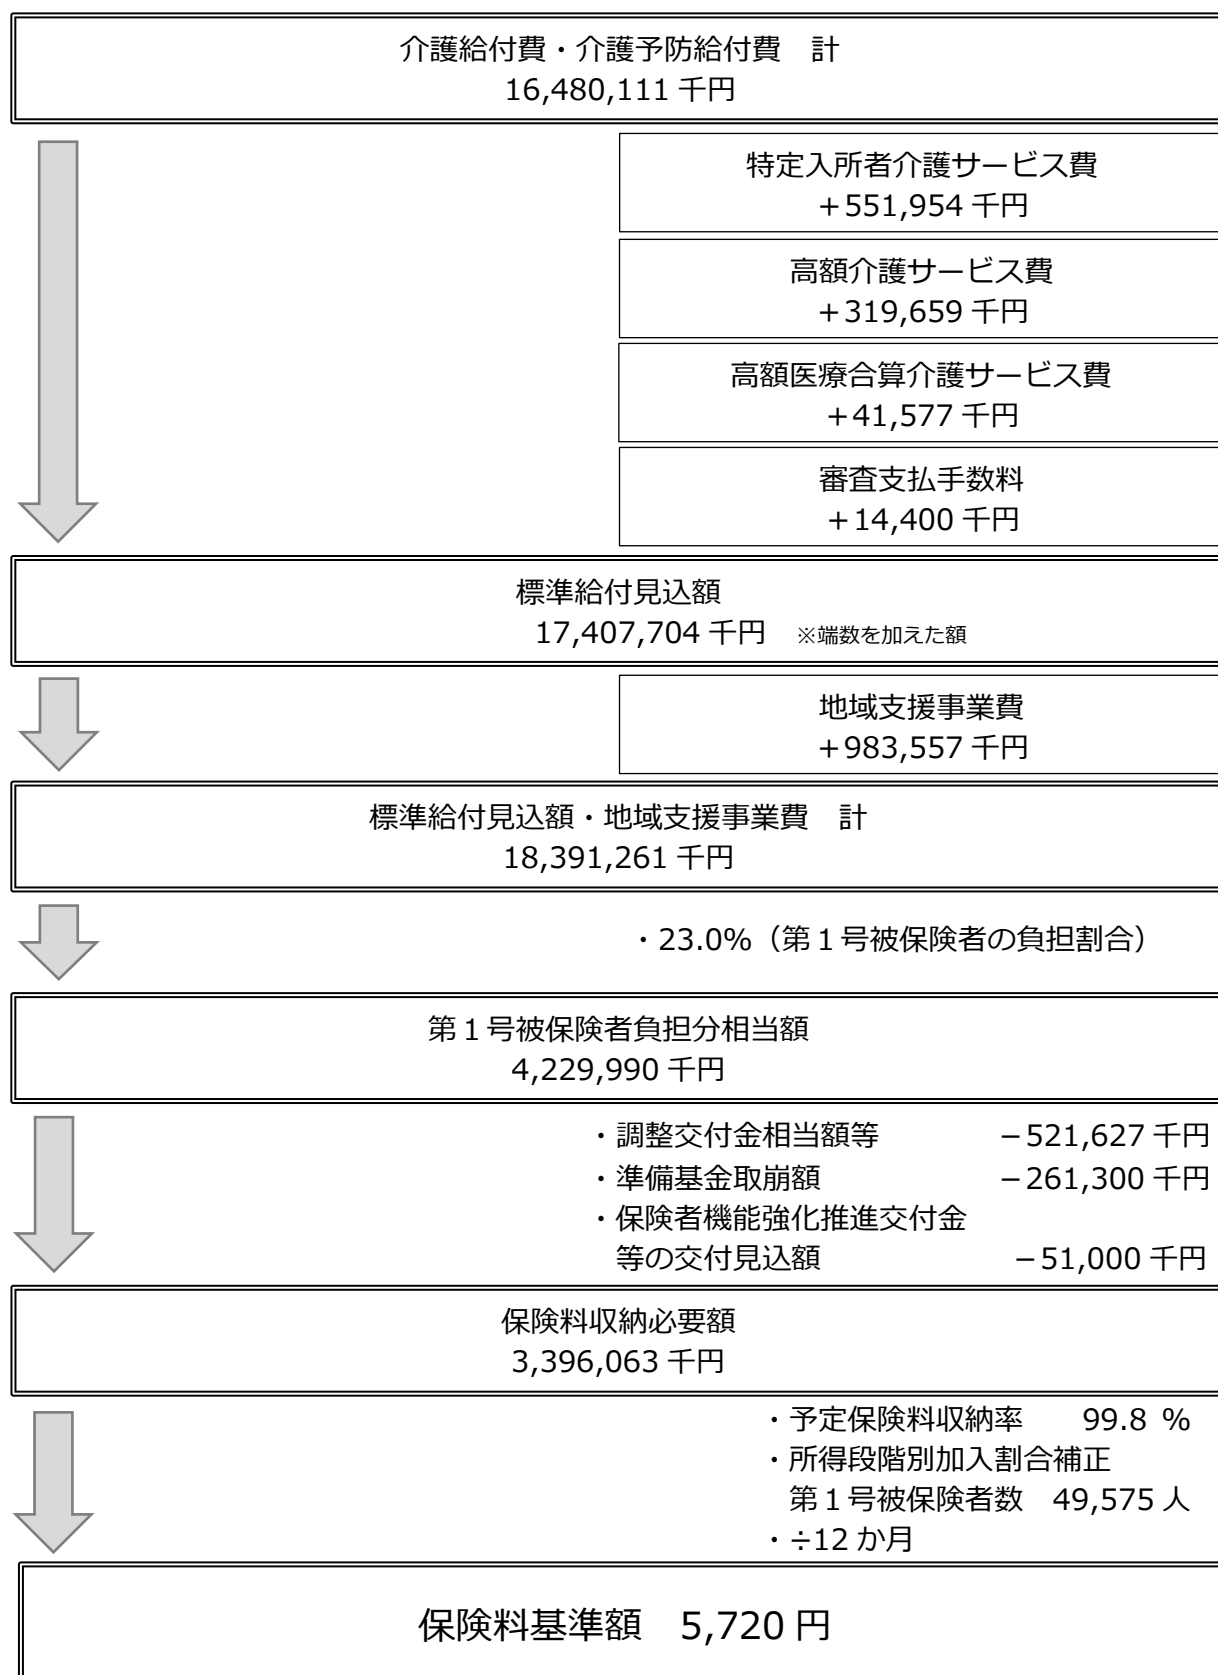 介護給付費・介護予防給付費　計
16,480,111 千円
特定入所者介護サービス費
＋551,954 千円
高額介護サービス費
＋319,659 千円
高額医療合算介護サービス費
＋41,577 千円
審査支払手数料
＋14,400 千円
標準給付見込額
17,407,704 千円　※端数を加えた額
地域支援事業費
＋983,557 千円
標準給付見込額・地域支援事業費　計
18,391,261 千円
・23.0%（第１号被保険者の負担割合）
第１号被保険者負担分相当額
4,229,990 千円
・調整交付金相当額等　－521,627 千円
・準備基金取崩額　－261,300 千円
・保険者機能強化推進交付金
等の交付見込額　－51,000 千円
保険料収納必要額
3,396,063 千円
・予定保険料収納率　99.8 %
・所得段階別加入割合補正
第１号被保険者数　49,575 人
・÷12 か月
保険料基準額　5,720 円